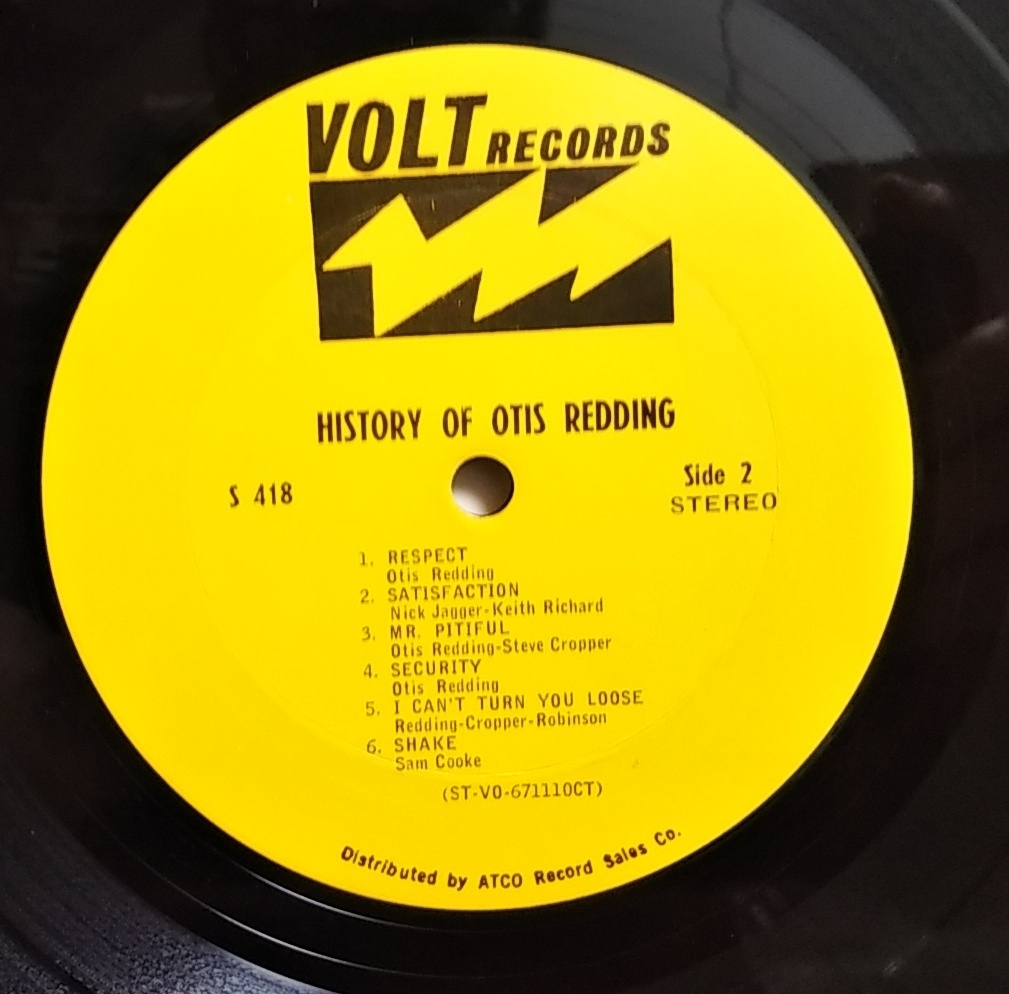 VOLT RECORDS
HISTORY OF OTIS REDDING
S 418
Side 2
STEREO
1. RESPECT
Otis Redding
2. SATISFACTION
Nick Jagger-Keith Richard
3. MR. PITIFUL
Otis Redding-Steve Cropper
4. SECURITY
Otis Redding
5. I CAN'T TURN YOU LOOSE
Redding-Cropper-Robinson
6. SHAKE
Sam Cooke
(ST-VO-671110CT)
Distributed by ATCO Record Sales Co.